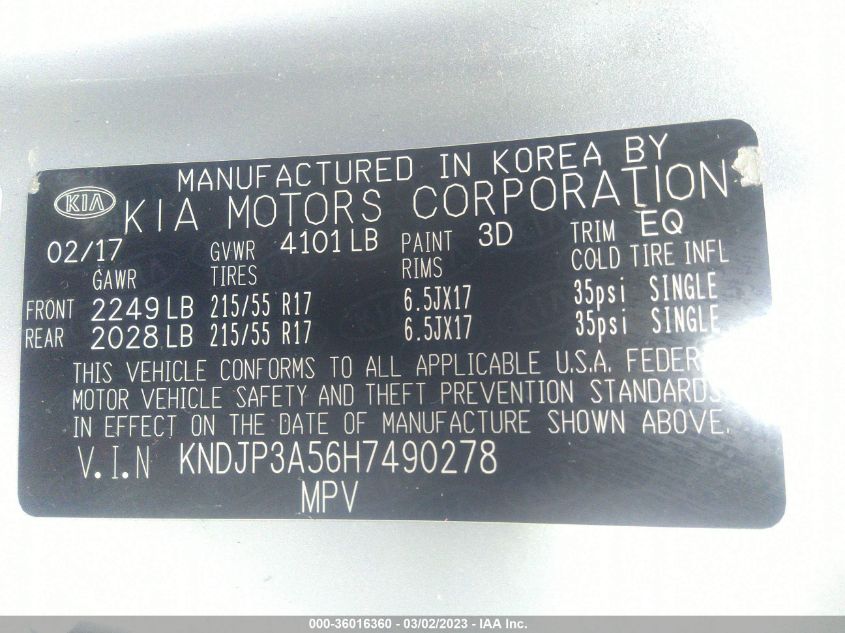 MANUFACTURED IN KOREA BY
KIA KIA MOTORS CORPORATION
02/17 GVWR 4101 LB PAINT 3D TRIM EQ
GAWR TIRES RIMS COLD TIRE INFL
FRONT 2249 LB 215/55 R17 6.5JX17 35psi SINGLE
REAR 2028 LB 215/55 R17 6.5JX17 35psi SINGLE
THIS VEHICLE CONFORMS TO ALL APPLICABLE U.S.A. FEDER
MOTOR VEHICLE SAFETY AND THEFT PREVENTION STANDARDS
IN EFFECT ON THE DATE OF MANUFACTURE SHOWN ABOVE.
V.I.N KNDJP3A56H7490278
MPV
000-36016360 - 03/02/2023 - IAA Inc.